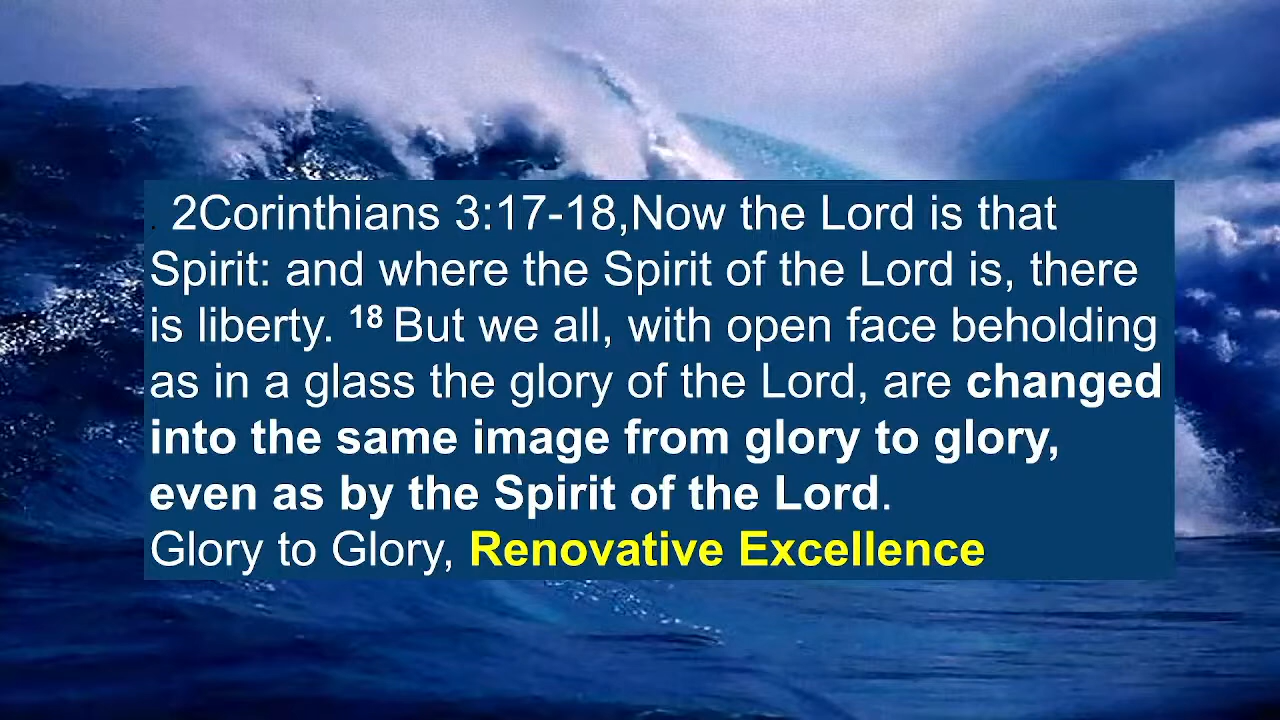 . 2Corinthians 3:17-18,Now the Lord is that
Spirit: and where the Spirit of the Lord is, there
is liberty. 18 But we all, with open face beholding
as in a glass the glory of the Lord, are changed
into the same image from glory to glory,
even as by the Spirit of the Lord.
Glory to Glory, Renovative Excellence